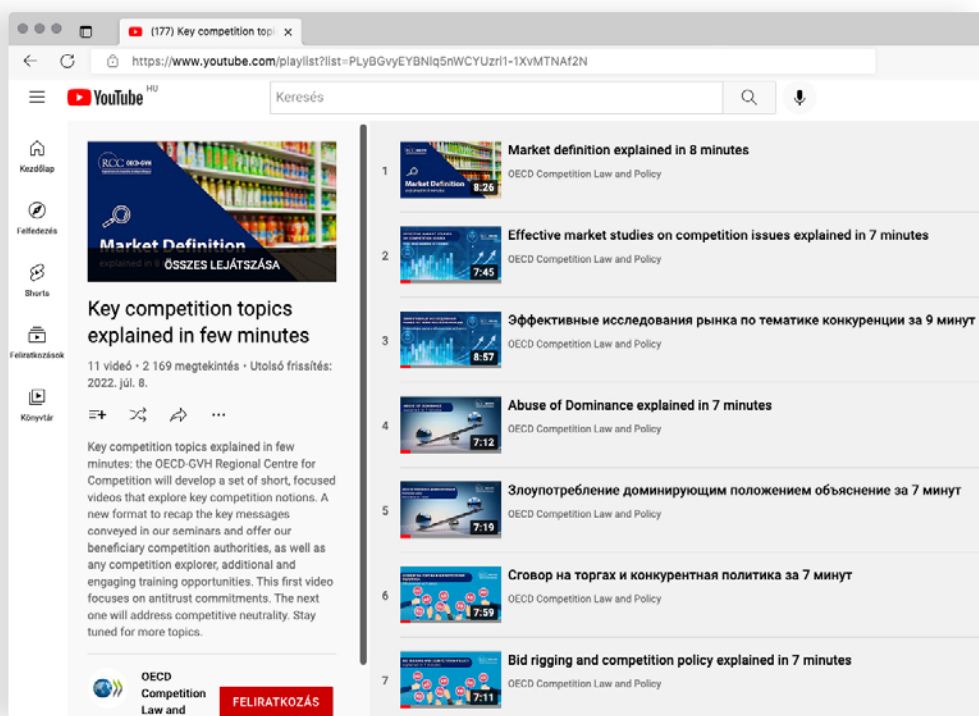 (177) Key competition topi
https://www.youtube.com/playlist?list=PLyBGvyEYBNlq5nWCYUzrl1-1XvMTNAf2N
YouTube HU
Keresés
Kezdőlap
Felfedezés
Shorts
Feliratkozások
Könyvtár
RCC OECD-GVH
Market Definition
explained in 8
ÖSSZES LEJÁTSZÁSA
Key competition topics
explained in few minutes
11 videó • 2 169 megtekintés • Utolsó frissítés:
2022. júl. 8.
Key competition topics explained in few
minutes: the OECD-GVH Regional Centre for
Competition will develop a set of short, focused
videos that explore key competition notions. A
new format to recap the key messages
conveyed in our seminars and offer our
beneficiary competition authorities, as well as
any competition explorer, additional and
engaging training opportunities. This first video
focuses on antitrust commitments. The next
one will address competitive neutrality. Stay
tuned for more topics.
OECD
Competition
Law and
FELIRATKOZÁS
1
Market Definition
8:26
Market definition explained in 8 minutes
OECD Competition Law and Policy
2
7:45
Effective market studies on competition issues explained in 7 minutes
OECD Competition Law and Policy
3
8:57
Эффективные исследования рынка по тематике конкуренции за 9 минут
OECD Competition Law and Policy
4
ABUSE OF DOMINANCE
7:12
Abuse of Dominance explained in 7 minutes
OECD Competition Law and Policy
5
7:19
Злоупотребление доминирующим положением объяснение за 7 минут
OECD Competition Law and Policy
6
7:59
Сговор на торгах и конкурентная политика за 7 минут
OECD Competition Law and Policy
7
7:11
Bid rigging and competition policy explained in 7 minutes
OECD Competition Law and Policy